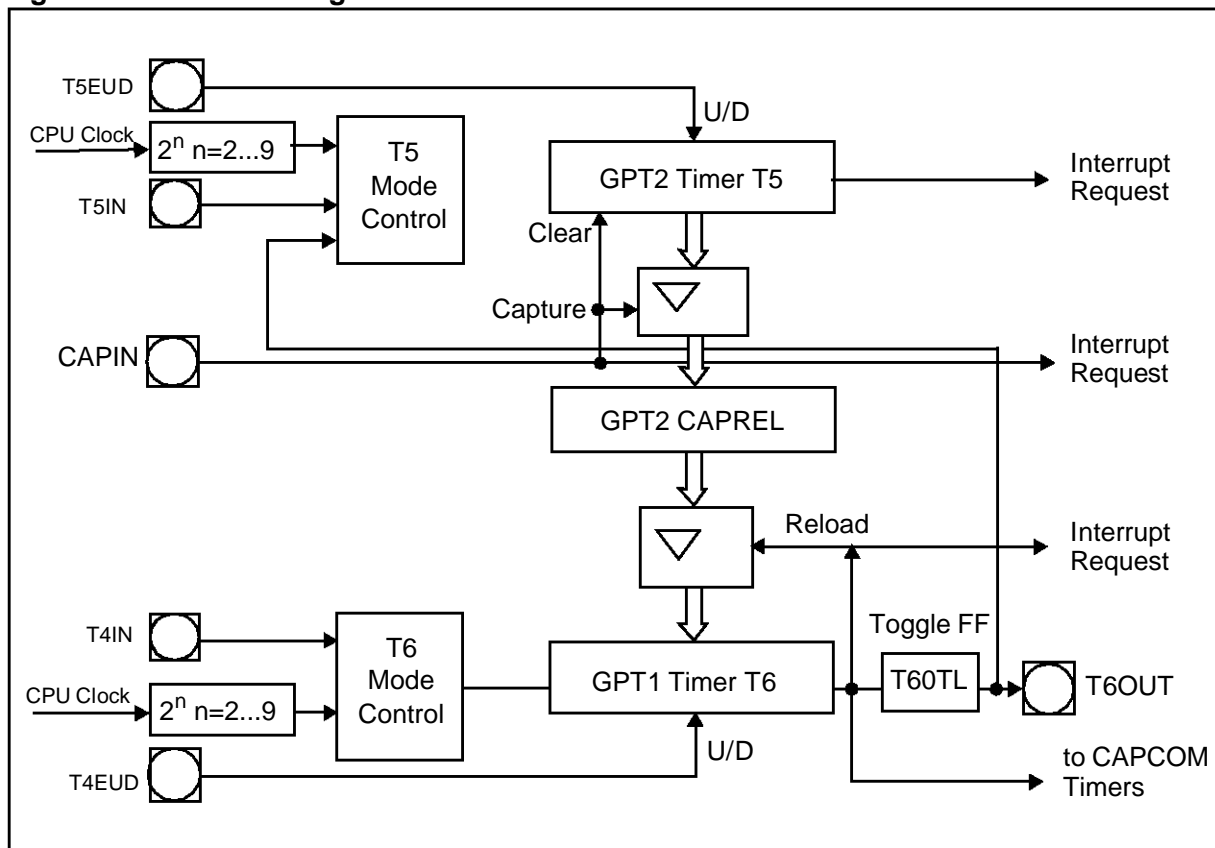 T5EUD
U/D
CPU Clock
2n n=2...9
T5
Mode
Control
GPT2 Timer T5
Interrupt
Request
T5IN
Clear
Capture
CAPIN
Interrupt
Request
GPT2 CAPREL
Reload
Interrupt
Request
T4IN
T6
Mode
Control
Toggle FF
GPT1 Timer T6
T60TL
T6OUT
CPU Clock
2n n=2...9
U/D
T4EUD
to CAPCOM
Timers